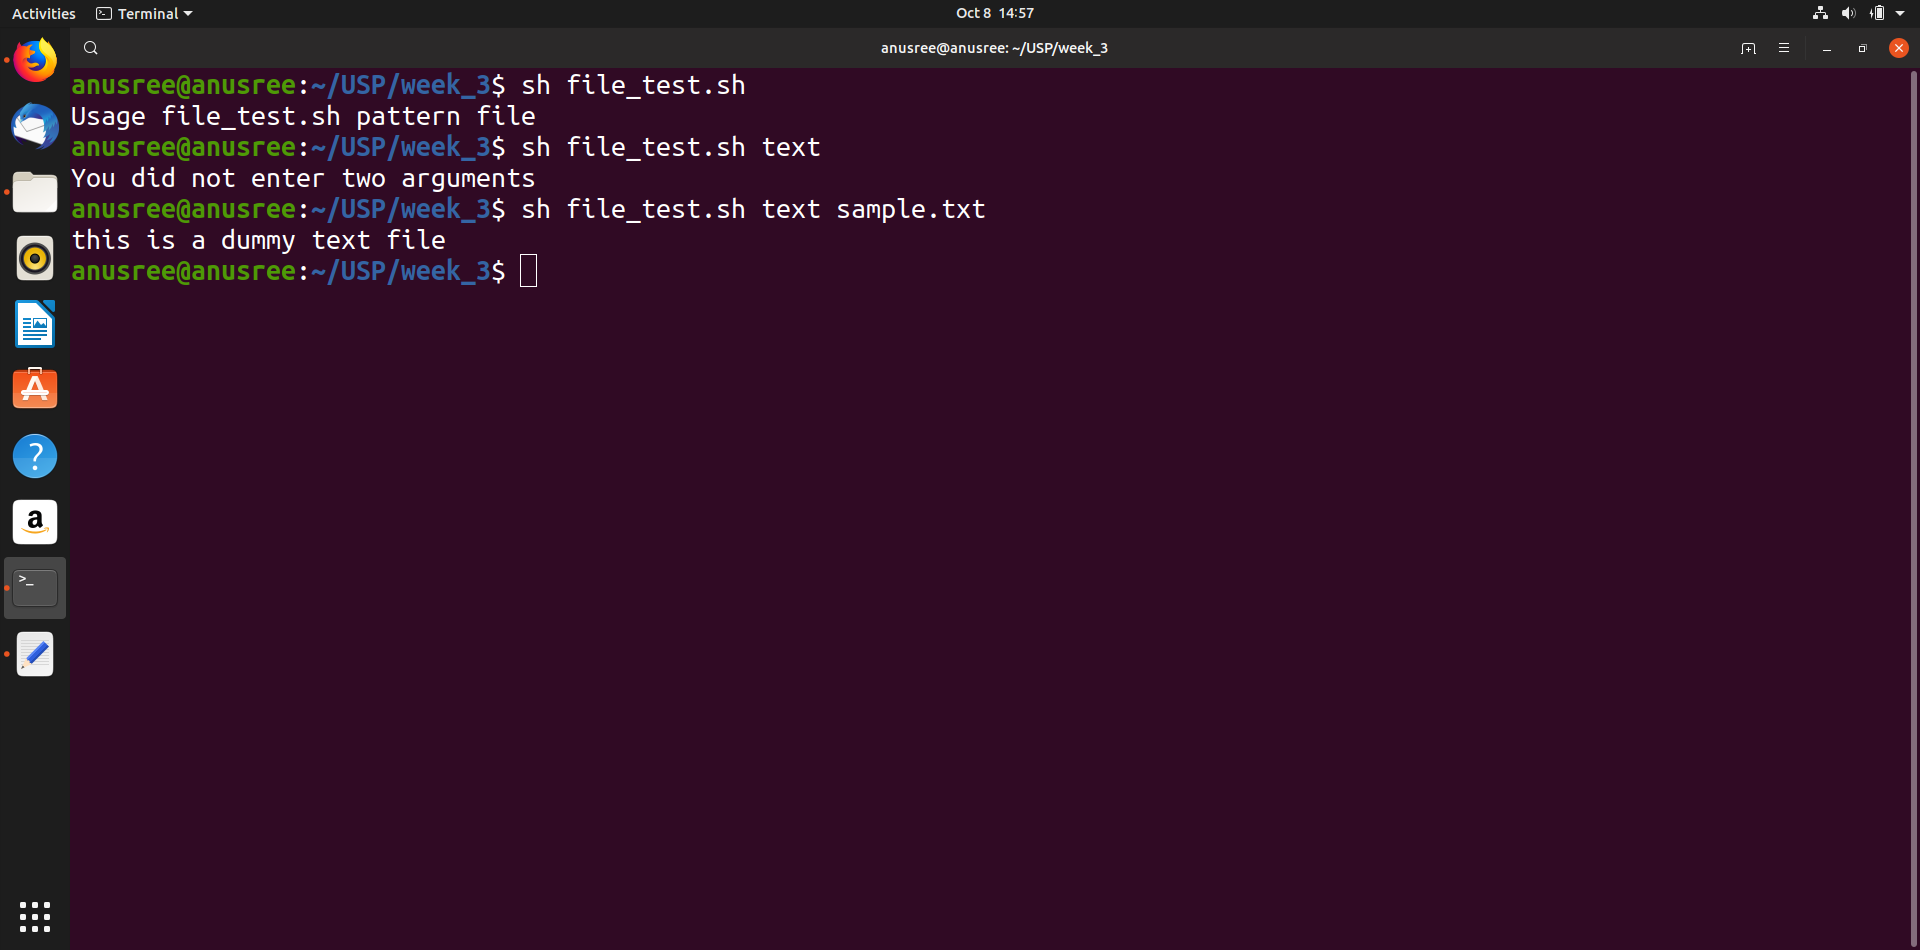 Activities Terminal Oct 8 14:57
anusree@anusree: ~/USP/week_3
anusree@anusree:~/USP/week_3$ sh file_test.sh
Usage file_test.sh pattern file
anusree@anusree:~/USP/week_3$ sh file_test.sh text
You did not enter two arguments
anusree@anusree:~/USP/week_3$ sh file_test.sh text sample.txt
this is a dummy text file
anusree@anusree:~/USP/week_3$
?
a
>_